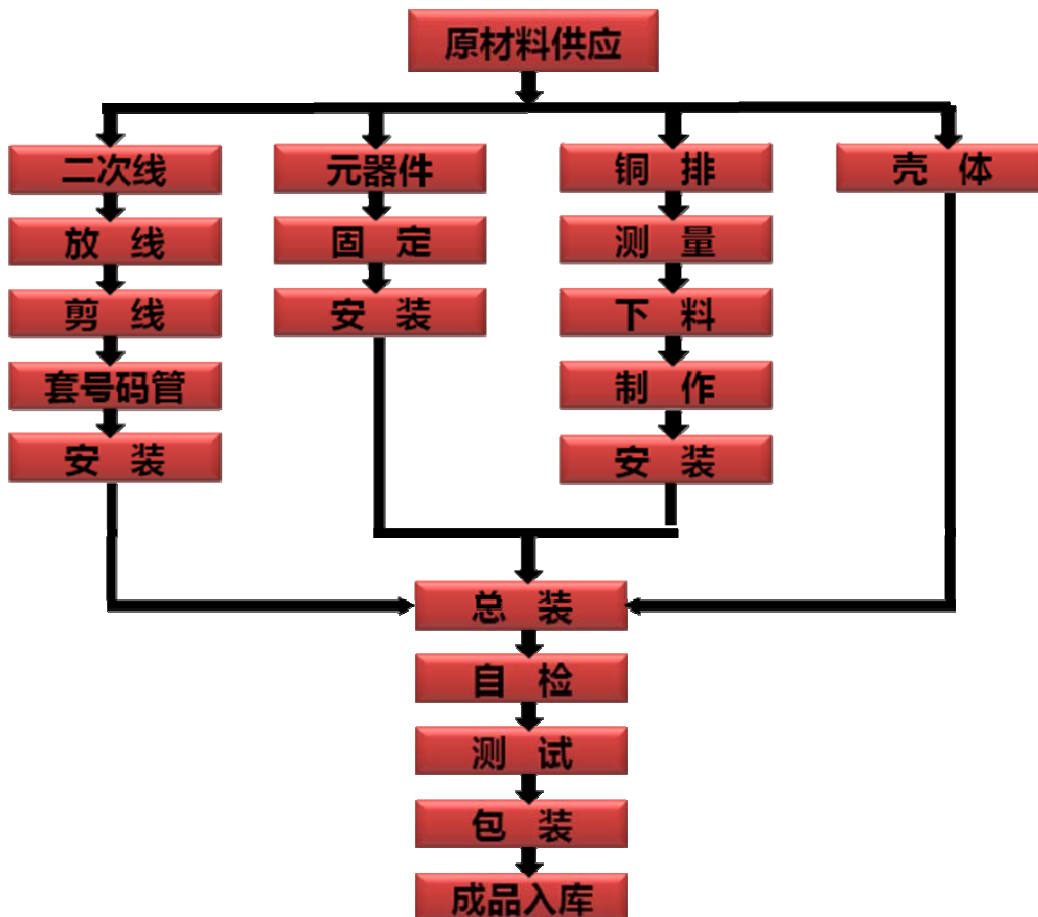 原材料供应
二次线
元器件
铜 排
壳 体
放 线
固 定
测 量
剪 线
安 装
下 料
套号码管
制 作
安 装
安 装
总 装
自 检
测 试
包 装
成品入库